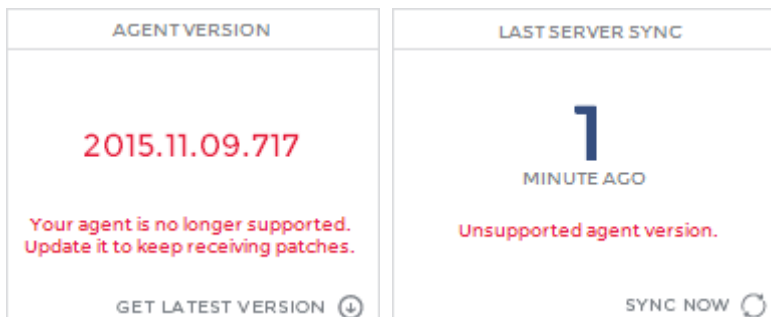 AGENT VERSION
2015.11.09.717
Your agent is no longer supported.
Update it to keep receiving patches.
GET LATEST VERSION
LAST SERVER SYNC
1
MINUTE AGO
Unsupported agent version.
SYNC NOW